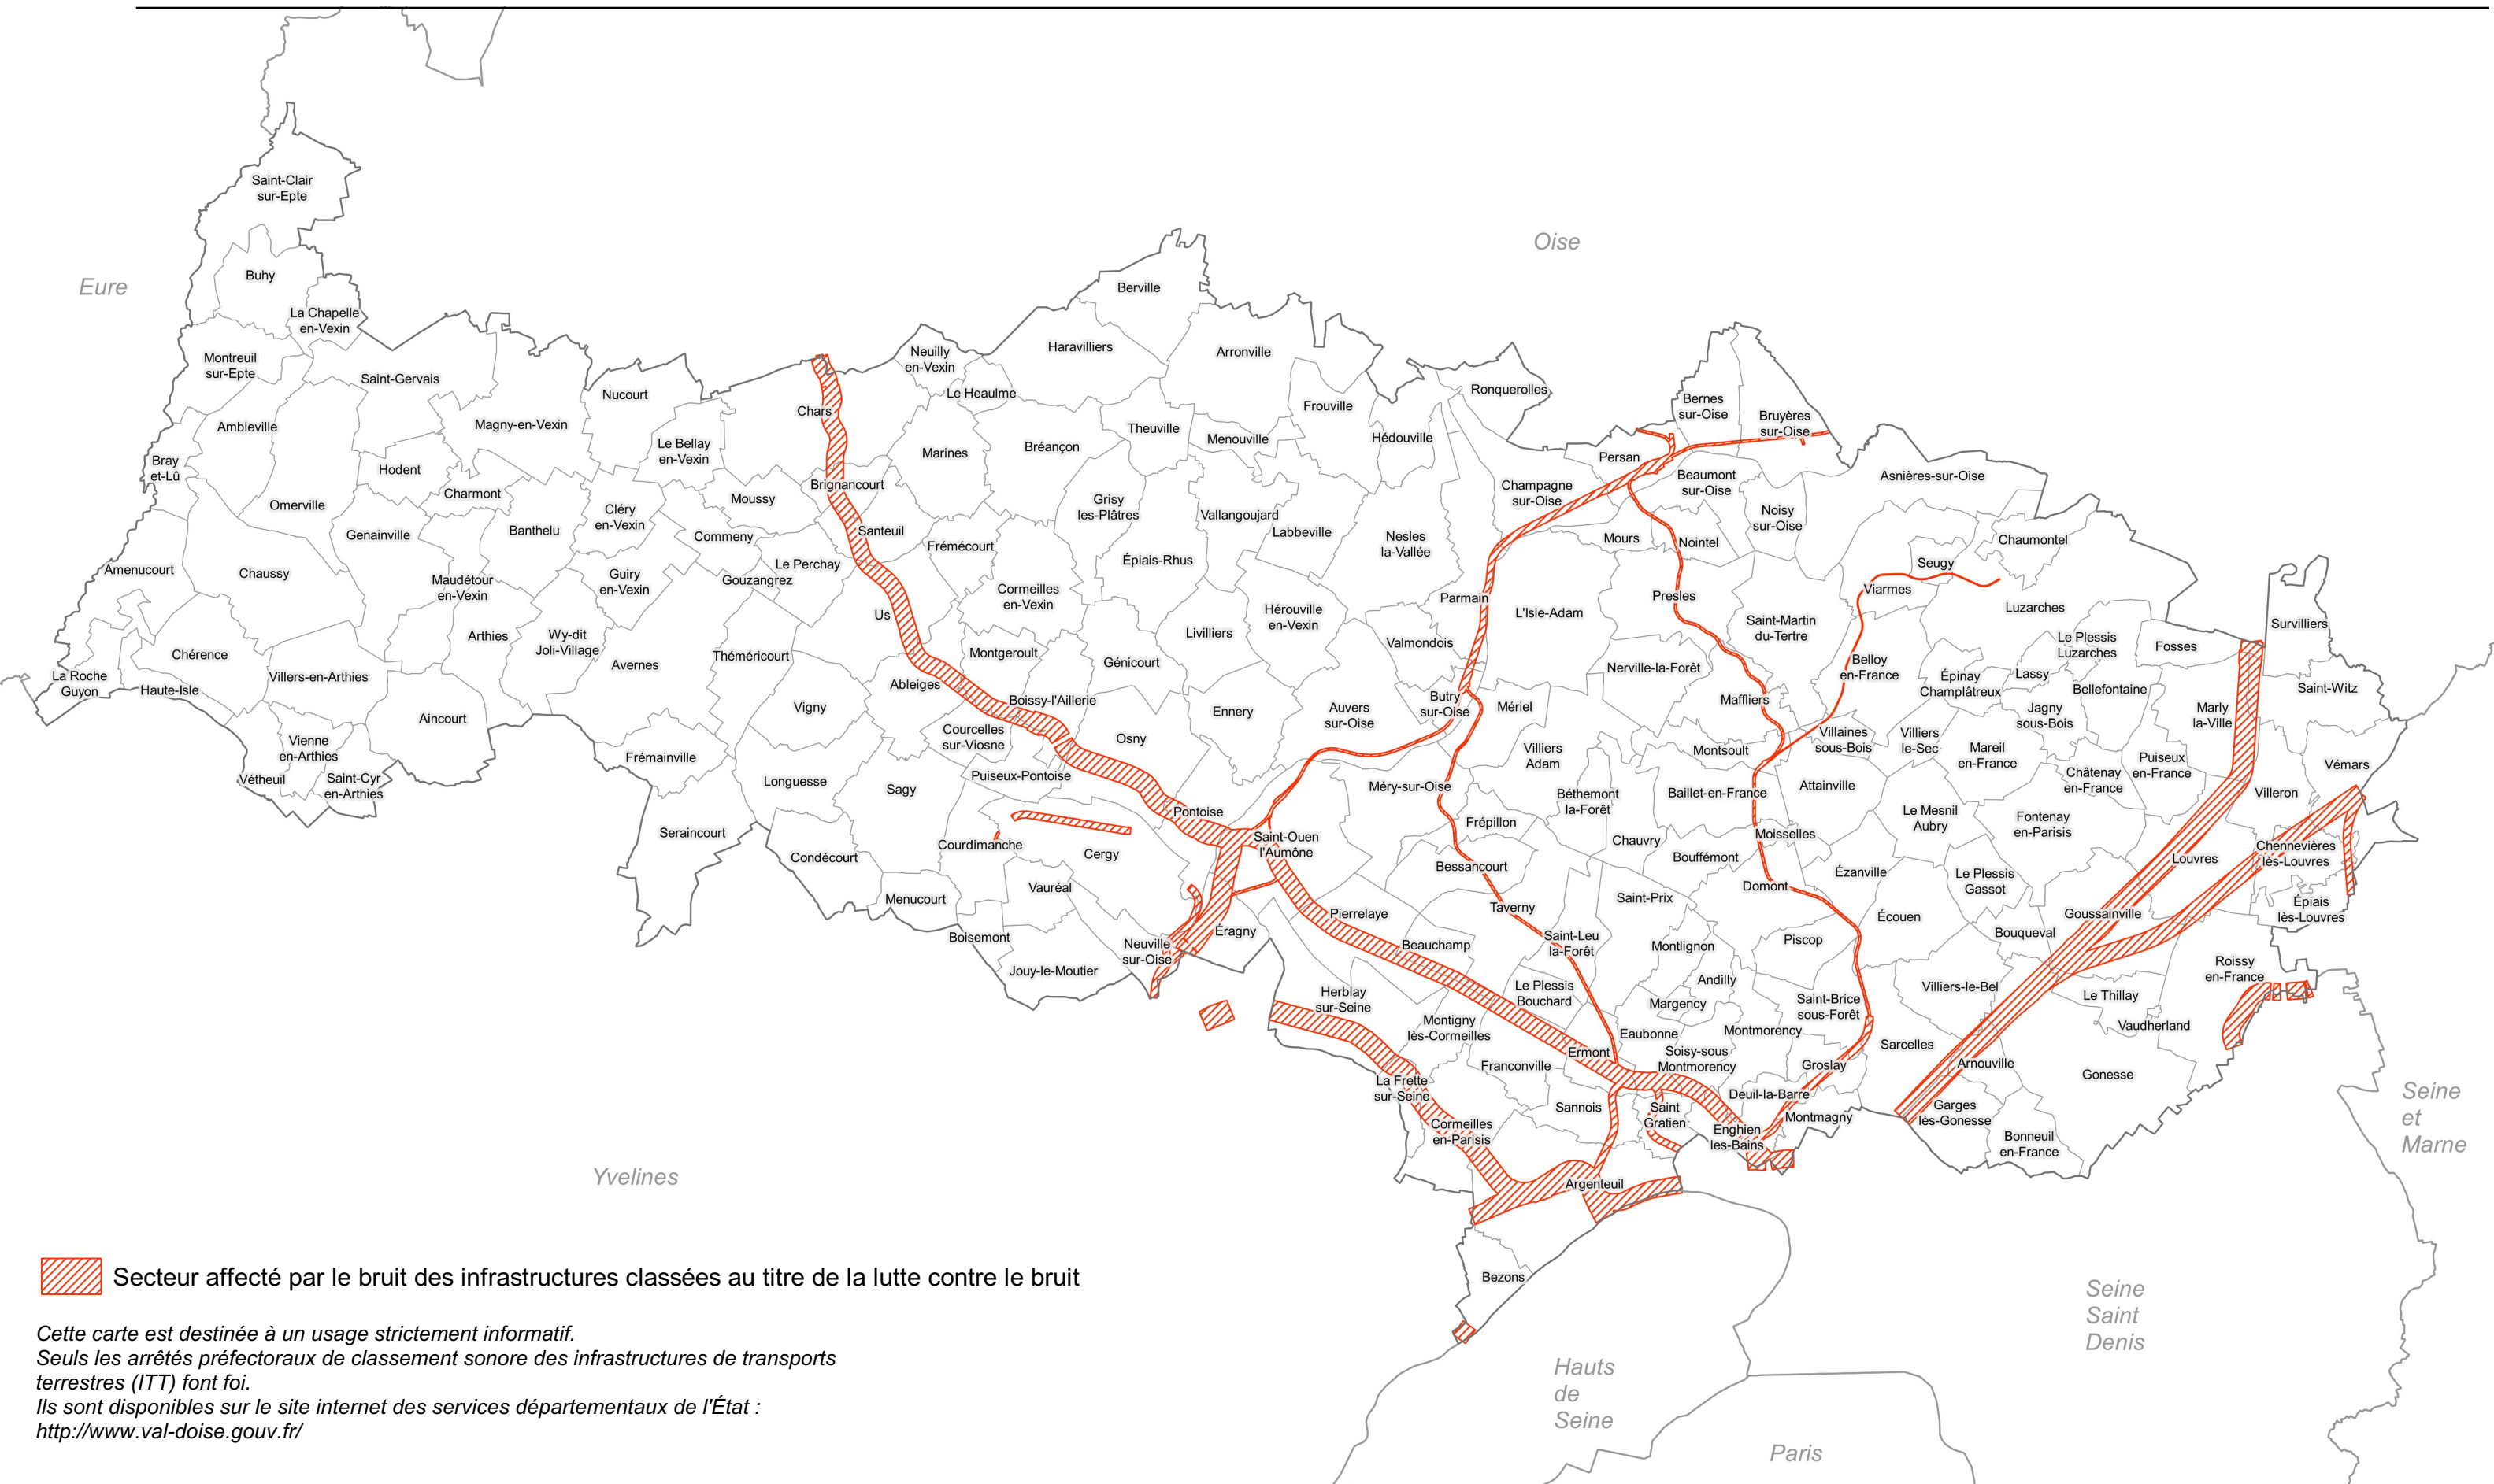 Oise
Eure
Saint-Clair
sur-Epte
Buhy
La Chapelle
en-Vexin
Montreuil
sur-Epte
Saint-Gervais
Ambleville
Magny-en-Vexin
Nucourt
Bray
et-Lû
Hodent
Charmont
Omerville
Genainville
Banthelu
Cléry
en-Vexin
Le Bellay
en-Vexin
Moussy
Commeny
Gouzangrez
Le Perchay
Guiry
en-Vexin
Amenucourt
Chaussy
Maudétour
en-Vexin
Arthies
Wy-dit
Joli-Village
Avernes
Théméricourt
Chérence
La Roche
Guyon
Haute-Isle
Villers-en-Arthies
Aincourt
Vienne
en-Arthies
Vétheuil
Saint-Cyr
en-Arthies
Frémainville
Seraincourt
Vigny
Longuesse
Sagy
Condécourt
Menucourt
Chars
Neuilly
en-Vexin
Le Heaulme
Haravilliers
Berville
Arronville
Brignancourt
Marines
Bréançon
Theuville
Menouville
Frouville
Hédouville
Ronquerolles
Santeuil
Frémécourt
Grisy
les-Plâtres
Vallangoujard
Labbeville
Nesles
la-Vallée
Épiais-Rhus
Us
Cormeilles
en-Vexin
Livilliers
Hérouville
en-Vexin
Montgeroult
Génicourt
Ableiges
Boissy-l'Aillerie
Courcelles
sur-Viosne
Osny
Ennery
Auvers
sur-Oise
Butry
sur-Oise
Valmondois
Parmain
Puiseux-Pontoise
Pontoise
Courdimanche
Cergy
Saint-Ouen
l'Aumône
Vauréal
Boisemont
Jouy-le-Moutier
Neuville
sur-Oise
Éragny
Pierrelaye
Champagne
sur-Oise
Persan
Bernes
sur-Oise
Bruyères
sur-Oise
Beaumont
sur-Oise
Noisy
sur-Oise
Asnières-sur-Oise
Mours
Nointel
Presles
L'Isle-Adam
Saint-Martin
du-Tertre
Viarmes
Seugy
Chaumontel
Luzarches
Nerville-la-Forêt
Maffliers
Belloy
en-France
Épinay
Champlâtreux
Lassy
Le Plessis
Luzarches
Bellefontaine
Fosses
Survilliers
Saint-Witz
Mériel
Villiers
Adam
Montsoult
Villaines
sous-Bois
Villiers
le-Sec
Mareil
en-France
Jagny
sous-Bois
Marly
la-Ville
Puiseux
en-France
Châtenay
en-France
Villeron
Vémars
Méry-sur-Oise
Frépillon
Béthemont
la-Forêt
Baillet-en-France
Attainville
Chauvry
Moisselles
Le Mesnil
Aubry
Fontenay
en-Parisis
Louvres
Chennevières
lès-Louvres
Épiais
lès-Louvres
Bessancourt
Bouffémont
Domont
Ézanville
Le Plessis
Gassot
Taverny
Saint-Prix
Écouen
Goussainville
Bouqueval
Roissy
en-France
Beauchamp
Saint-Leu
la-Forêt
Montlignon
Piscop
Andilly
Villiers-le-Bel
Le Thillay
Vaudherland
Herblay
sur-Seine
Le Plessis
Bouchard
Margency
Saint-Brice
sous-Forêt
Montigny
lès-Cormeilles
Eaubonne
Montmorency
Sarcelles
Ermont
Soisy-sous
Montmorency
Groslay
Arnouville
Gonesse
Franconville
La Frette
sur-Seine
Deuil-la-Barre
Montmagny
Garges
lès-Gonesse
Bonneuil
en-France
Sannois
Saint
Gratien
Enghien
les-Bains
Cormeilles
en-Parisis
Argenteuil
Bezons
Seine
et
Marne
Yvelines
Seine
Saint
Denis
Hauts
de
Seine
Paris
Secteur affecté par le bruit des infrastructures classées au titre de la lutte contre le bruit
Cette carte est destinée à un usage strictement informatif.
Seuls les arrêtés préfectoraux de classement sonore des infrastructures de transports
terrestres (ITT) font foi.
Ils sont disponibles sur le site internet des services départementaux de l'État :
http://www.val-doise.gouv.fr/